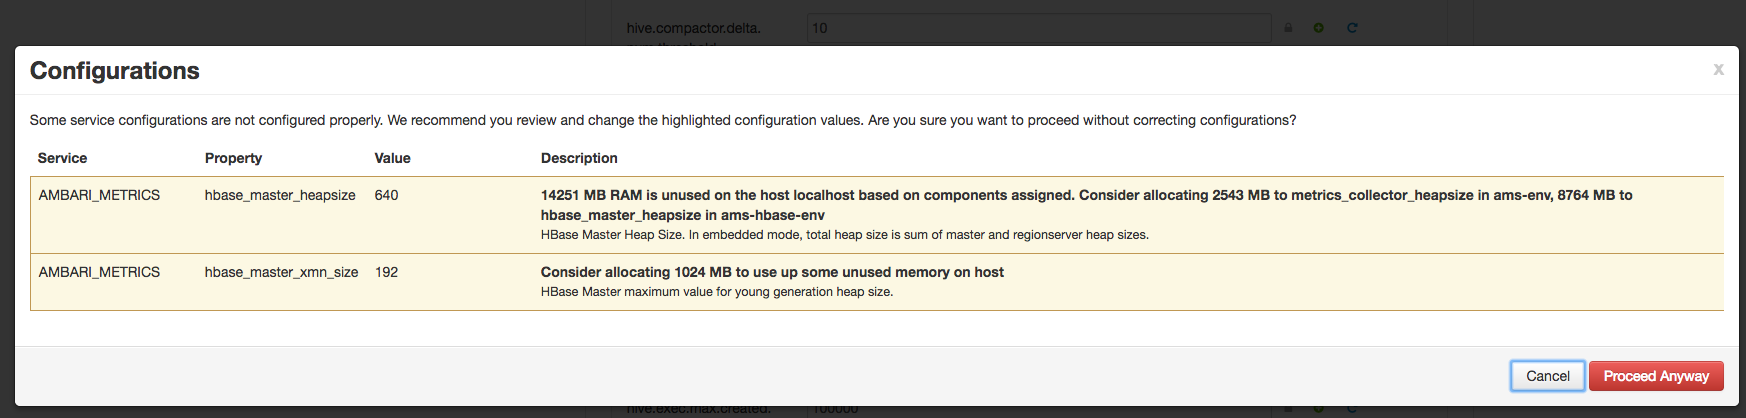 hive.compactor.delta.
10
Configurations
x
Some service configurations are not configured properly. We recommend you review and change the highlighted configuration values. Are you sure you want to proceed without correcting configurations?
Service Property Value Description
AMBARI_METRICS hbase_master_heapsize 640 14251 MB RAM is unused on the host localhost based on components assigned. Consider allocating 2543 MB to metrics_collector_heapsize in ams-env, 8764 MB to
hbase_master_heapsize in ams-hbase-env
HBase Master Heap Size. In embedded mode, total heap size is sum of master and regionserver heap sizes.
AMBARI_METRICS hbase_master_xmn_size 192 Consider allocating 1024 MB to use up some unused memory on host
HBase Master maximum value for young generation heap size.
Cancel Proceed Anyway
hive.exec.max.created. 100000